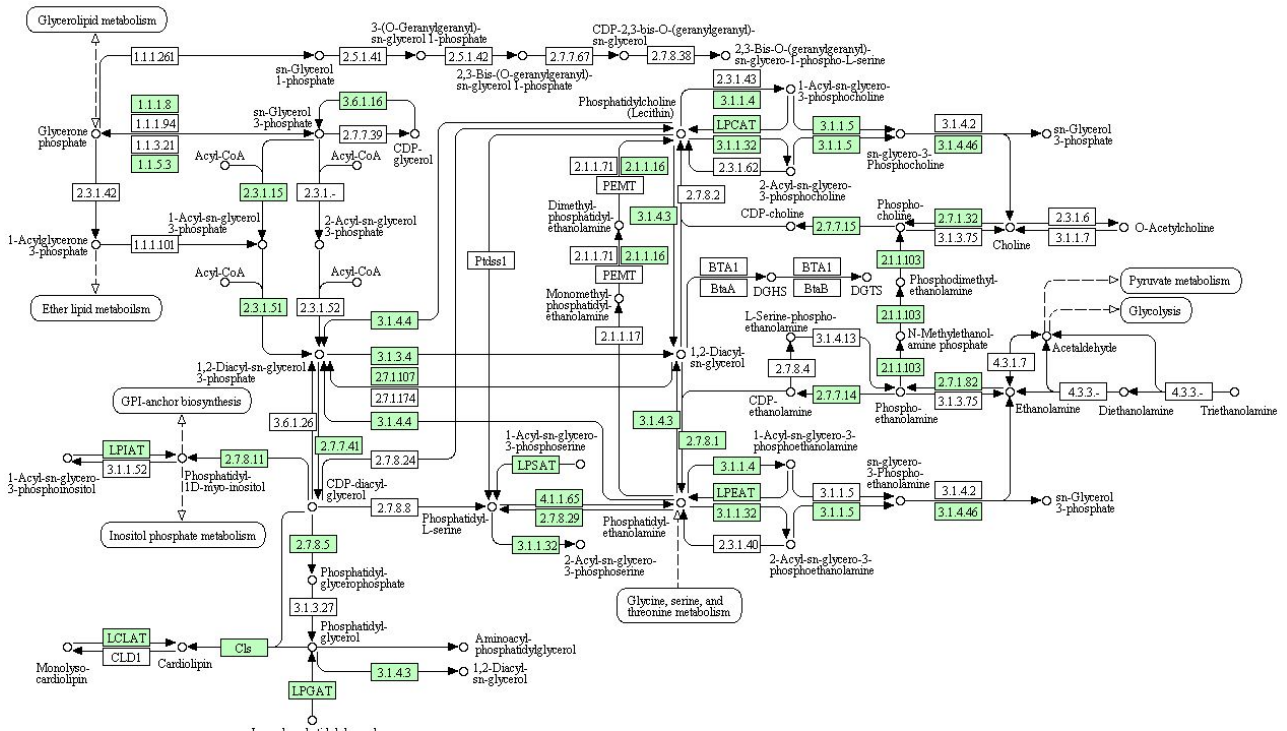 Glycerolipid metabolism
1.1.1.261
sn-Glycerol
1-phosphate
2.5.1.41
3-(O-Geranylgeranyl)-
sn-glycerol 1-phosphate
2.5.1.42
2,3-Bis-(O-geranylgeranyl)-
sn-glycerol 1-phosphate
2.7.7.67
CDP-2,3-bis-O-(geranylgeranyl)-
sn-glycerol
2.7.8.38
2,3-Bis-O-(geranylgeranyl)-
sn-glycero-1-phospho-L-serine
Glycerone
phosphate
1.1.1.8
1.1.1.94
1.1.3.21
1.1.5.3
sn-Glycerol
3-phosphate
3.6.1.16
2.7.7.39
CDP-
glycerol
Acyl-CoA
Acyl-CoA
2.3.1.42
2.3.1.15
2.3.1.-
1-Acylglycerone
3-phosphate
1.1.1.101
1-Acyl-sn-glycerol
3-phosphate
2-Acyl-sn-glycerol
3-phosphate
Ether lipid metaboilsm
Acyl-CoA
Acyl-CoA
2.3.1.51
2.3.1.52
3.1.4.4
3.1.3.4
2.7.1.107
2.7.1.174
3.1.4.4
1,2-Diacyl-sn-glycerol
3-phosphate
Phosphatidylcholine
(Lecithin)
2.3.1.43
3.1.1.4
LPCAT
3.1.1.32
2.3.1.62
1-Acyl-sn-glycero-
3-phosphocholine
2-Acyl-sn-glycero-
3-phosphocholine
3.1.1.5
3.1.1.5
sn-glycero-3-
Phosphocholine
3.1.4.2
3.1.4.46
sn-Glycerol
3-phosphate
2.1.1.71
2.1.1.16
PEMT
Dimethyl-
phosphatidyl-
ethanolamine
2.1.1.71
2.1.1.16
PEMT
Monomethyl-
phosphatidyl-
ethanolamine
2.1.1.17
Ptdss1
3.1.4.3
2.7.8.2
CDP-choline
2.7.7.15
Phospho-
choline
2.7.1.32
3.1.3.75
Choline
2.3.1.6
3.1.1.7
O-Acetylcholine
BTA1
BtaA
DGHS
BTA1
BtaB
DGTS
2.1.1.103
Phosphodimethyl-
ethanolamine
2.1.1.103
N-Methylethanol-
amine phosphate
2.1.1.103
Pyruvate metabolism
Glycolysis
Acetaldehyde
L-Serine-phospho-
ethanolamine
3.1.4.13
2.7.8.4
1,2-Diacyl-
sn-glycerol
CDP-
ethanolamine
2.7.7.14
Phospho-
ethanolamine
2.7.1.82
3.1.3.75
4.3.1.7
Ethanolamine
4.3.3.-
Diethanolamine
4.3.3.-
Triethanolamine
GPI-anchor biosynthesis
3.6.1.26
2.7.7.41
2.7.8.24
LPIAT
3.1.1.52
1-Acyl-sn-glycero-
3-phosphoinositol
Phosphatidyl-
1D-myo-inositol
2.7.8.11
Inositol phosphate metabolism
CDP-diacyl-
glycerol
2.7.8.8
Phosphatidyl-
L-serine
1-Acyl-sn-glycero-
3-phosphoserine
LPSAT
4.1.1.65
2.7.8.29
3.1.1.32
2-Acyl-sn-glycero-
3-phosphoserine
3.1.4.3
2.7.8.1
Phosphatidyl-
ethanolamine
1-Acyl-sn-glycero-3-
phosphoethanolamine
3.1.1.4
LPEAT
3.1.1.32
2.3.1.40
2-Acyl-sn-glycero-3-
phosphoethanolamine
3.1.1.5
3.1.1.5
sn-glycero-
3-Phospho-
ethanolamine
3.1.4.2
3.1.4.46
sn-Glycerol
3-phosphate
Glycine, serine, and
threonine metabolism
2.7.8.5
Phosphatidyl-
glycerophosphate
3.1.3.27
Phosphatidyl-
glycerol
LCLAT
CLD1
Monolyso-
cardiolipin
Cardiolipin
Cls
Aminoacyl-
phosphatidylglycerol
3.1.4.3
1,2-Diacyl-
sn-glycerol
LPGAT